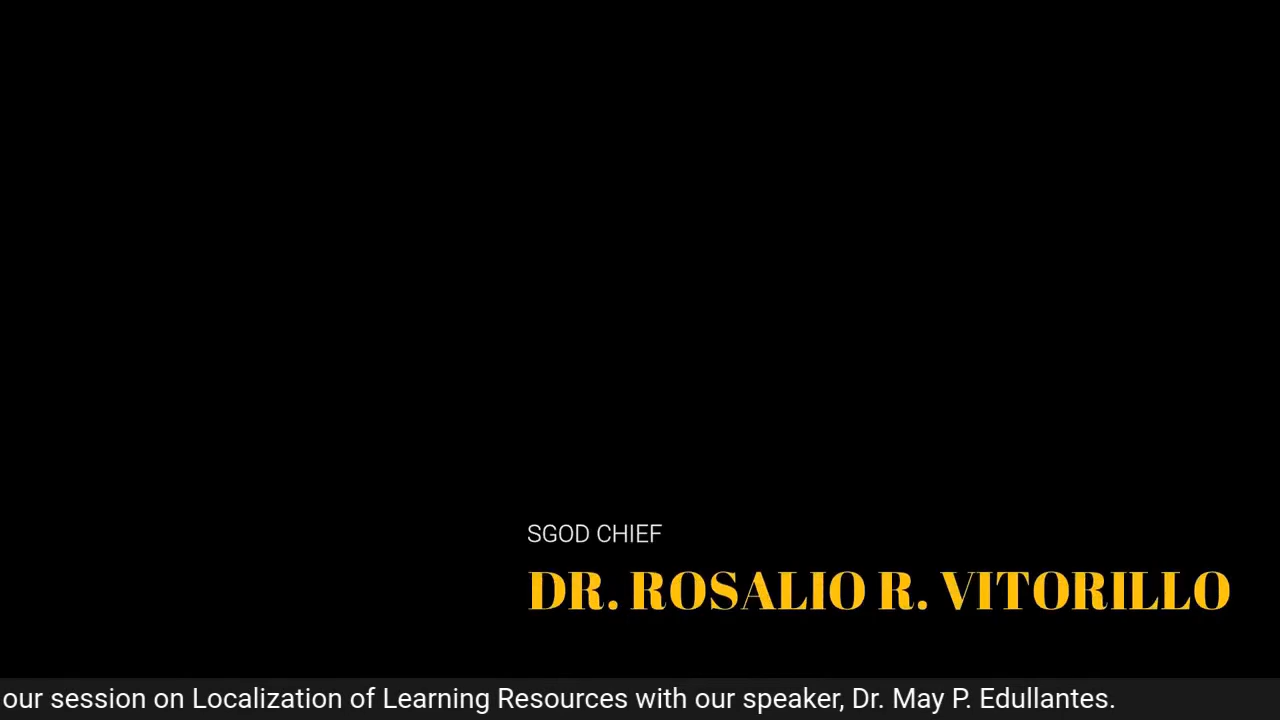 SGOD CHIEF
DR. ROSALIO R. VITORILLO
our session on Localization of Learning Resources with our speaker, Dr. May P. Edullantes.